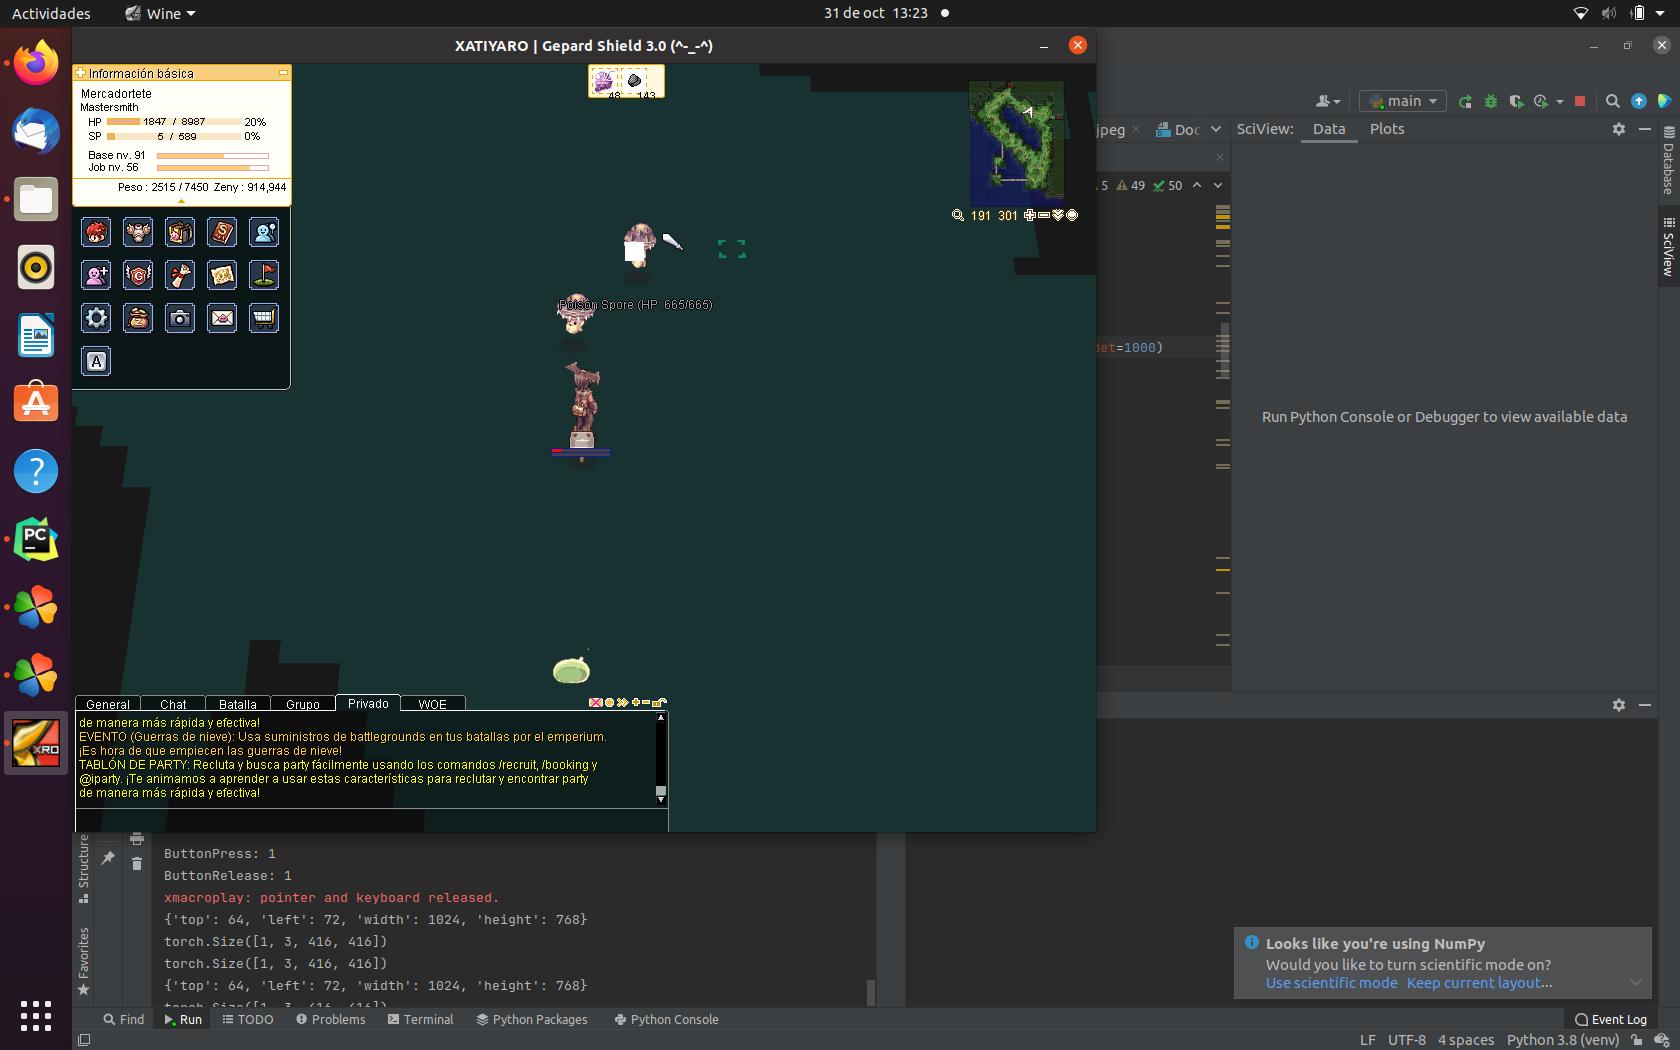 Actividades
Wine
31 de oct 13:23
XATIYARO | Gepard Shield 3.0 (^-_-^)
Información básica
Mercadortete
Mastersmith
HP 1847 / 8987 20%
SP 5 / 589 0%
Base nv. 91
Job nv. 56
Peso : 2515 / 7450 Zeny : 914,944
48 143
191 301
Poison Spore (HP: 665/665)
General Chat Batalla Grupo Privado WOE
de manera más rápida y efectiva!
EVENTO (Guerras de nieve): Usa suministros de battlegrounds en tus batallas por el emperium.
¡Es hora de que empiecen las guerras de nieve!
TABLÓN DE PARTY: Recluta y busca party fácilmente usando los comandos /recruit, /booking y
@iparty. ¡Te animamos a aprender a usar estas características para reclutar y encontrar party
de manera más rápida y efectiva!
main
jpeg
Doc
SciView: Data Plots
5 49 50
det=1000)
Run Python Console or Debugger to view available data
Database
SciView
PC
XRO
Structure
Favorites
ButtonPress: 1
ButtonRelease: 1
xmacroplay: pointer and keyboard released.
{'top': 64, 'left': 72, 'width': 1024, 'height': 768}
torch.Size([1, 3, 416, 416])
torch.Size([1, 3, 416, 416])
{'top': 64, 'left': 72, 'width': 1024, 'height': 768}
torch.Size([1, 3, 416, 416])
Looks like you're using NumPy
Would you like to turn scientific mode on?
Use scientific mode Keep current layout...
Find Run TODO Problems Terminal Python Packages Python Console
Event Log
LF UTF-8 4 spaces Python 3.8 (venv)